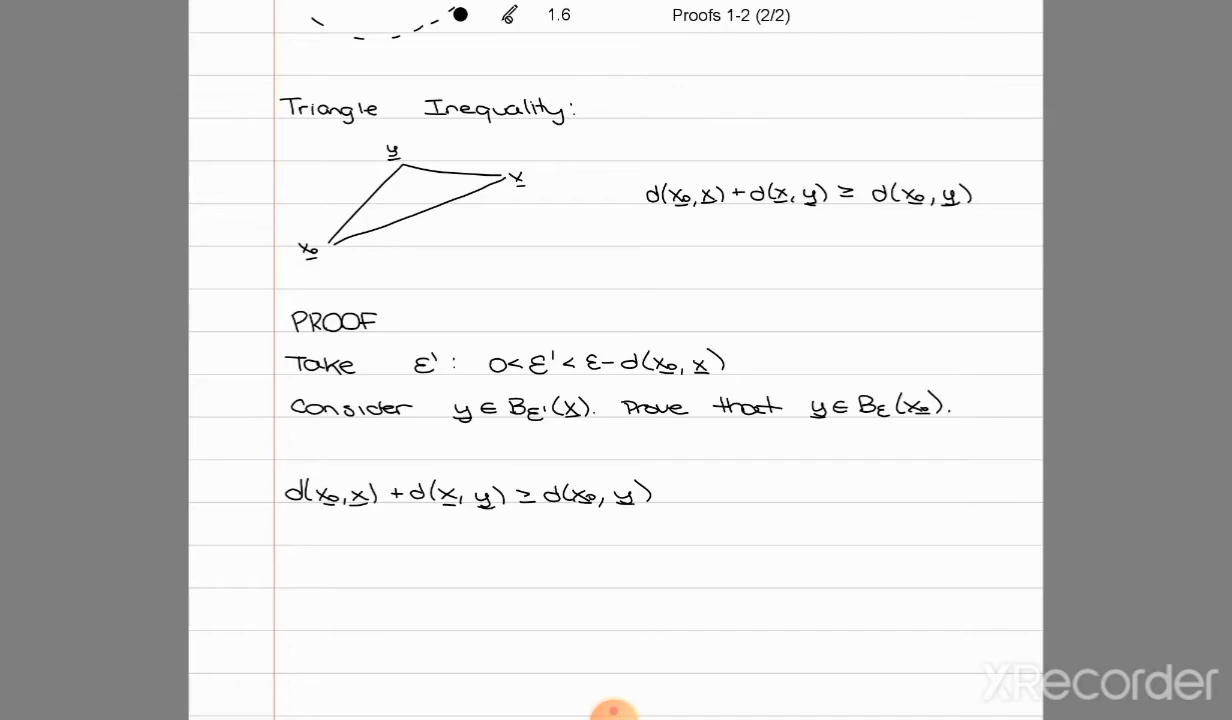 1.6 Proofs 1-2 (2/2)
Triangle Inequality:
y
x
d(x₀, x) + d(x, y) ≥ d(x₀, y)
x₀
PROOF
Take ε' : 0 < ε' < ε - d(x₀, x)
Consider y ∈ Bε'(x). Prove that y ∈ Bε(x₀).
d(x₀, x) + d(x, y) ≥ d(x₀, y)
XRecorder